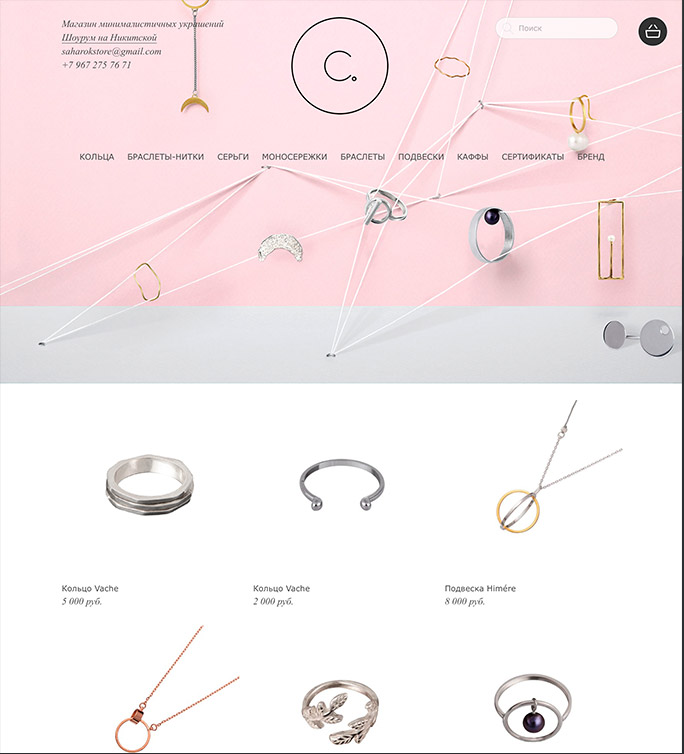 Магазин минималистичных украшений
Шоурум на Никитской
saharokstore@gmail.com
+7 967 275 76 71
С.
Поиск
КОЛЬЦА БРАСЛЕТЫ-НИТКИ СЕРЬГИ МОНОСЕРЕЖКИ БРАСЛЕТЫ ПОДВЕСКИ КАФФЫ СЕРТИФИКАТЫ БРЕНД
Кольцо Vache
5 000 руб.
Кольцо Vache
2 000 руб.
Подвеска Himére
8 000 руб.